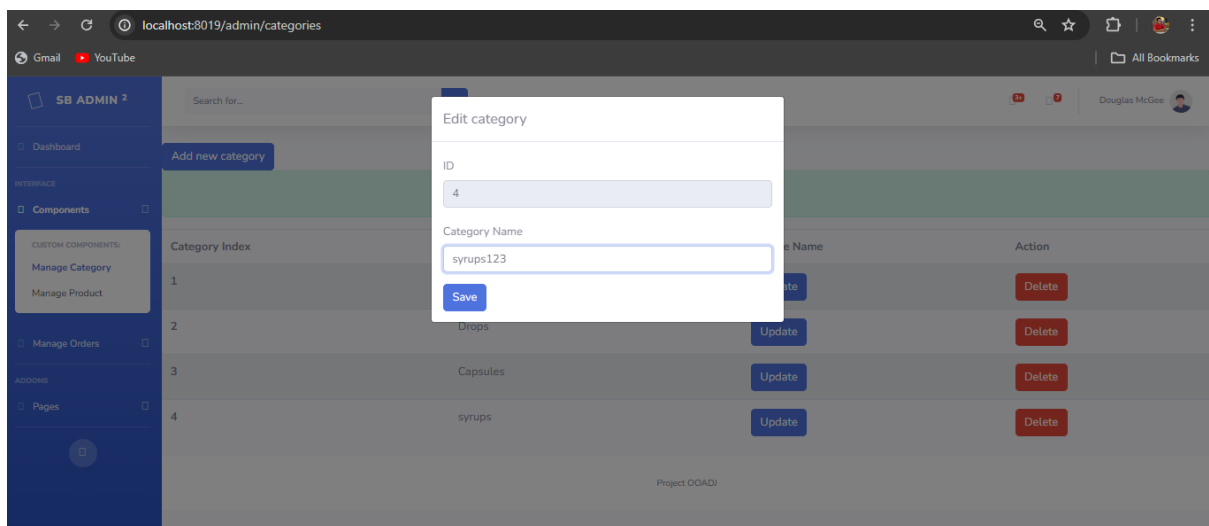 localhost:8019/admin/categories
Gmail YouTube All Bookmarks
SB ADMIN 2
Search for...
3+ 7 Douglas McGee
Edit category
Dashboard
Add new category
ID
4
INTERFACE
Components
Category Name
CUSTOM COMPONENTS:
Category Index e Name Action
syrups123
Manage Category
Manage Product
1 ate Delete
Save
2 Drops Update Delete
Manage Orders
3 Capsules Update Delete
ADDONS
Pages
4 syrups Update Delete
Project OOADJ